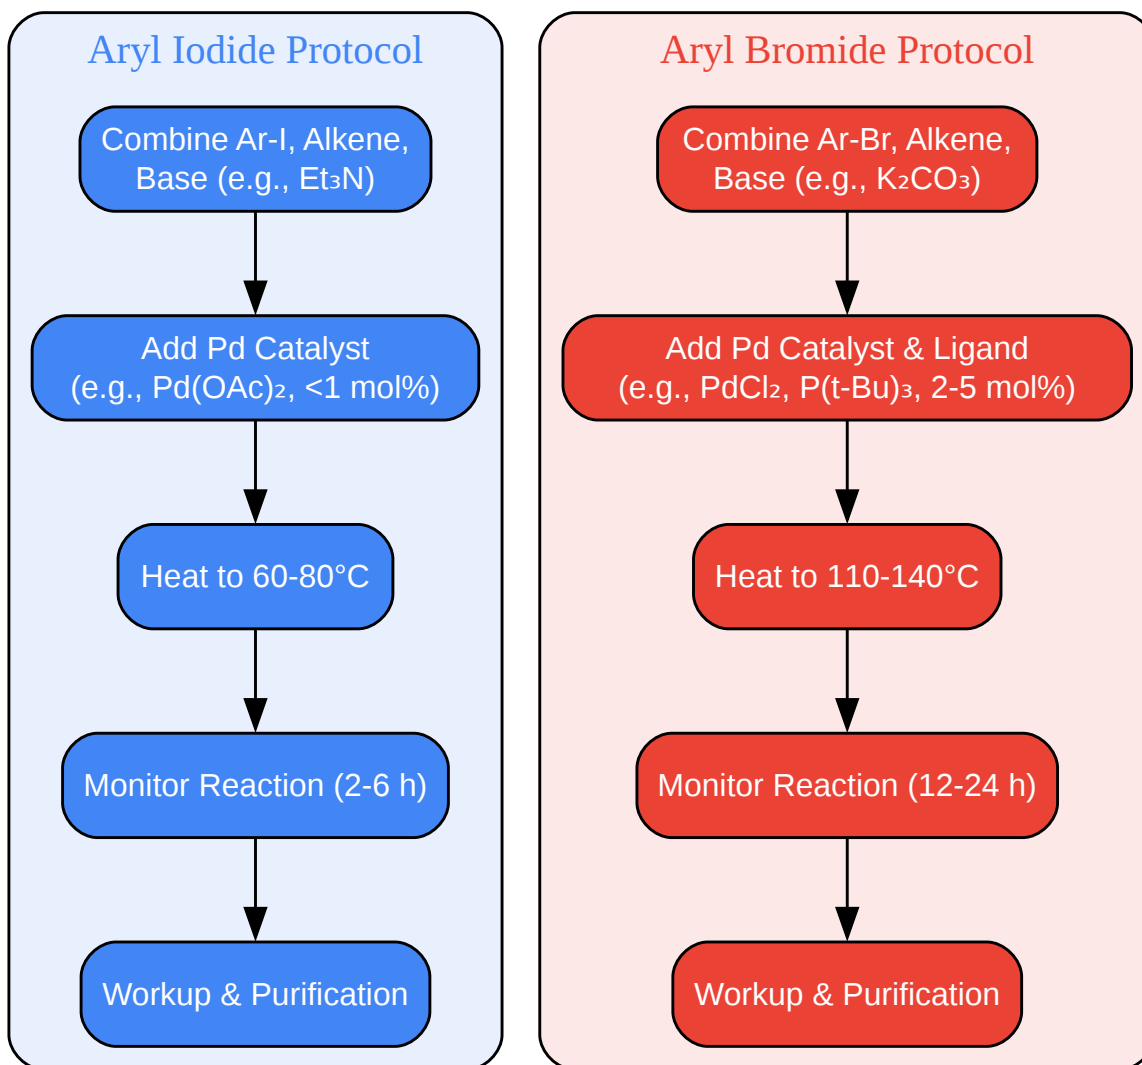 Aryl Iodide Protocol
Combine Ar-I, Alkene,
Base (e.g., Et₃N)
Add Pd Catalyst
(e.g., Pd(OAc)₂, <1 mol%)
Heat to 60-80°C
Monitor Reaction (2-6 h)
Workup & Purification
Aryl Bromide Protocol
Combine Ar-Br, Alkene,
Base (e.g., K₂CO₃)
Add Pd Catalyst & Ligand
(e.g., PdCl₂, P(t-Bu)₃, 2-5 mol%)
Heat to 110-140°C
Monitor Reaction (12-24 h)
Workup & Purification